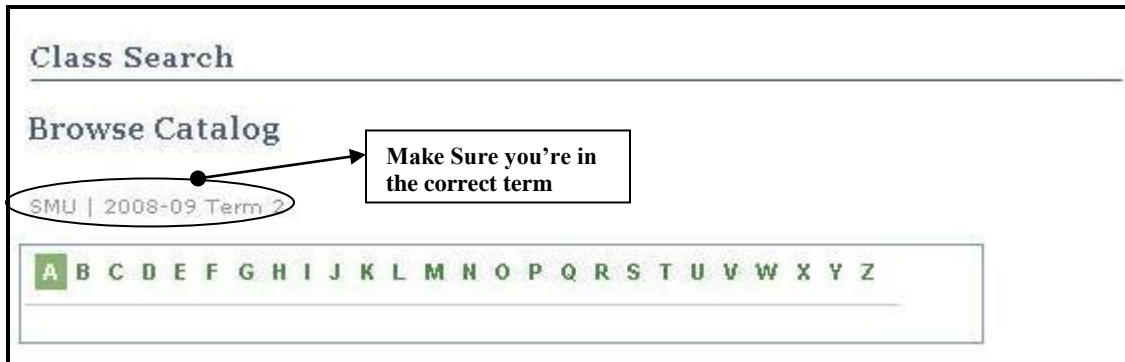 Class Search
Browse Catalog
Make Sure you’re in
the correct term
SMU | 2008-09 Term 2
A B C D E F G H I J K L M N O P Q R S T U V W X Y Z